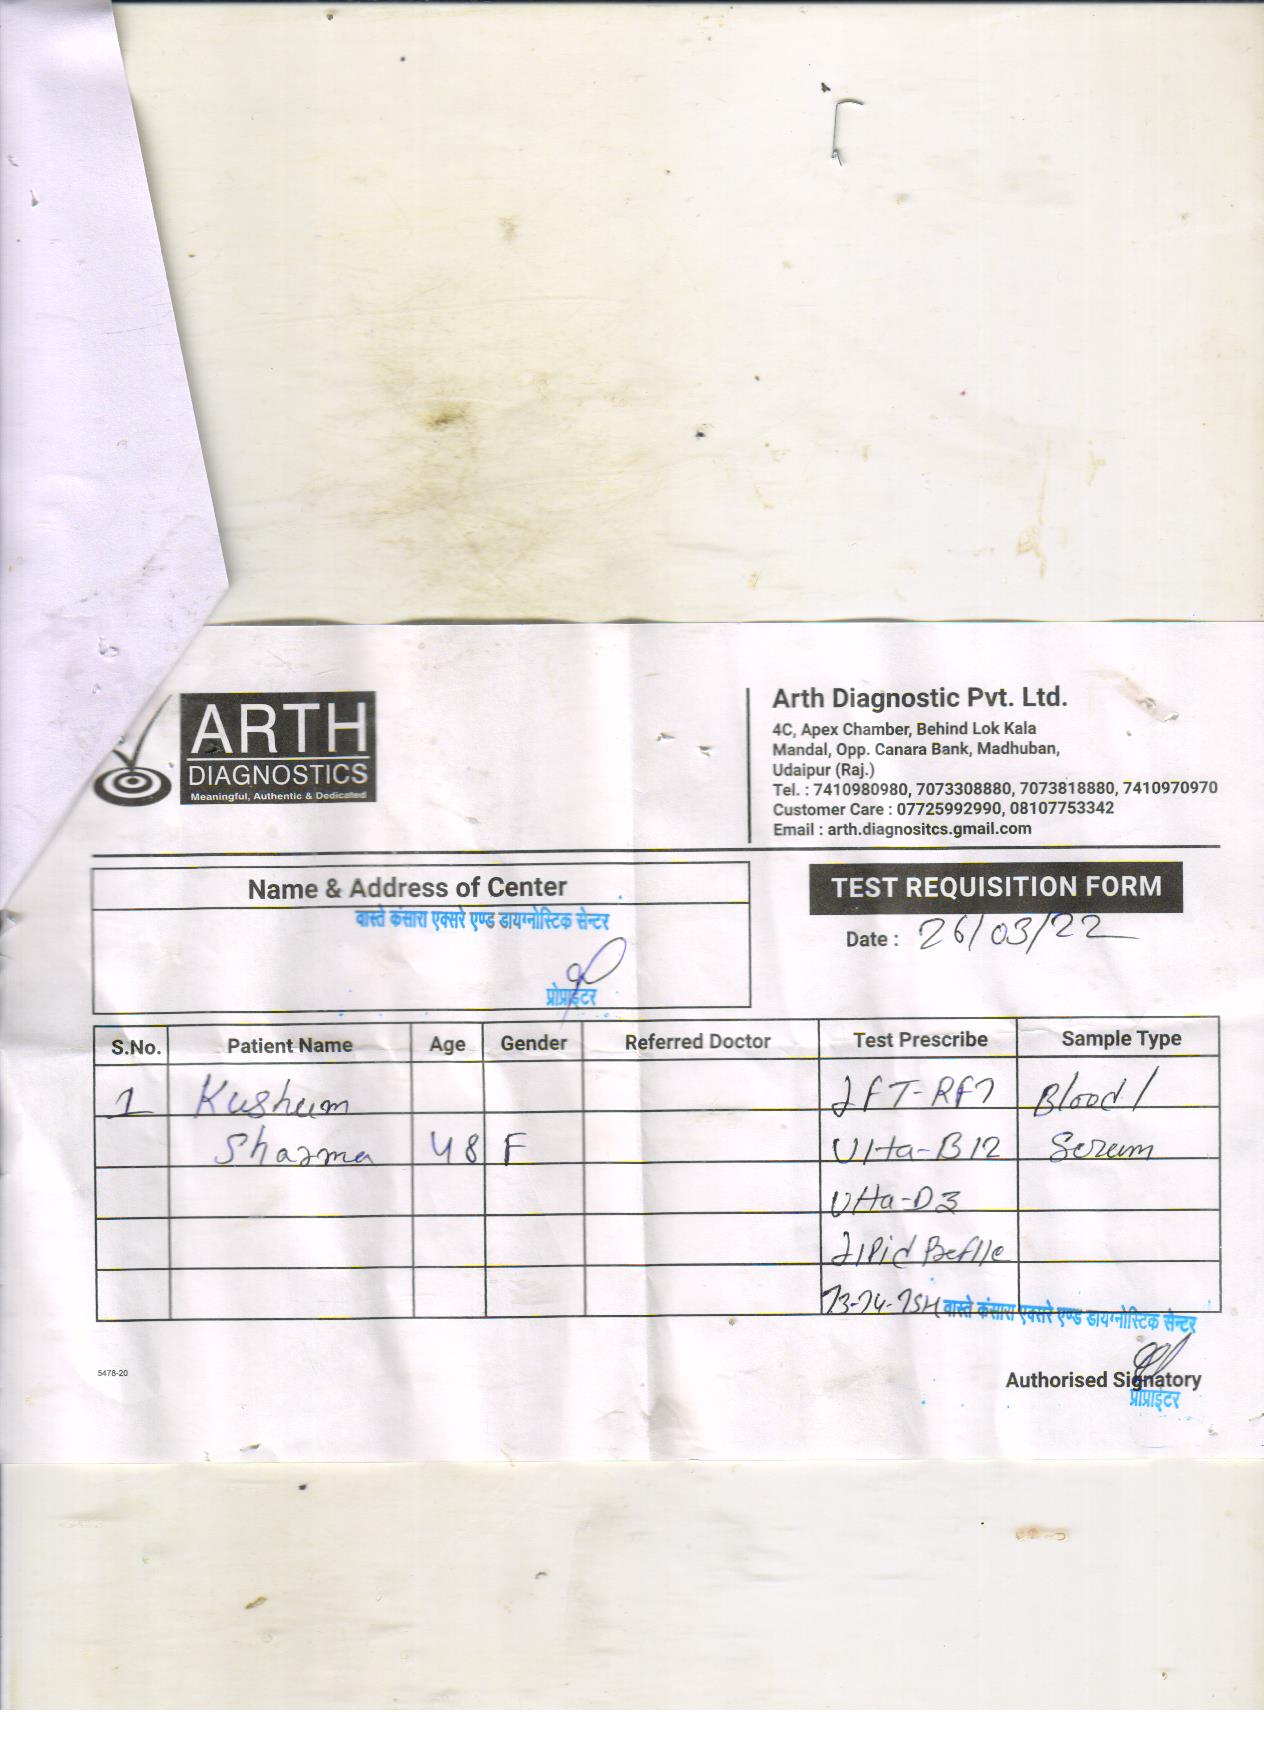 ARTH
DIAGNOSTICS
Meaningful, Authentic & Dedicated
Arth Diagnostic Pvt. Ltd.
4C, Apex Chamber, Behind Lok Kala
Mandal, Opp. Canara Bank, Madhuban,
Udaipur (Raj.)
Tel. : 7410980980, 7073308880, 7073818880, 7410970970
Customer Care : 07725992990, 08107753342
Email : arth.diagnositcs.gmail.com
Name & Address of Center
वास्ते कंसारा एक्सरे एण्ड डायग्नोस्टिक सेन्टर
प्रोप्राईटर
TEST REQUISITION FORM
Date : 26/03/22
S.No. Patient Name Age Gender Referred Doctor Test Prescribe Sample Type
1 Kushum LFT-RFT Blood/
Sharma 48 F Vita-B12 Serum
Vita-D3
Lipid
T3-T4-TSH
वास्ते कंसारा एक्सरे एण्ड डायग्नोस्टिक सेन्टर
Authorised Signatory
प्रोप्राईटर
5478-20